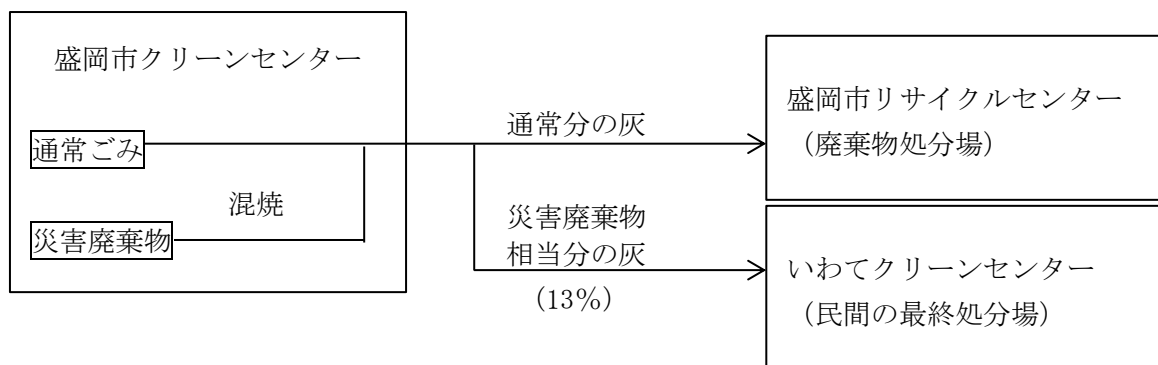 盛岡市クリーンセンター
通常ごみ
混焼
災害廃棄物
通常分の灰
災害廃棄物
相当分の灰
(13%)
盛岡市リサイクルセンター
(廃棄物処分場)
いわてクリーンセンター
(民間の最終処分場)